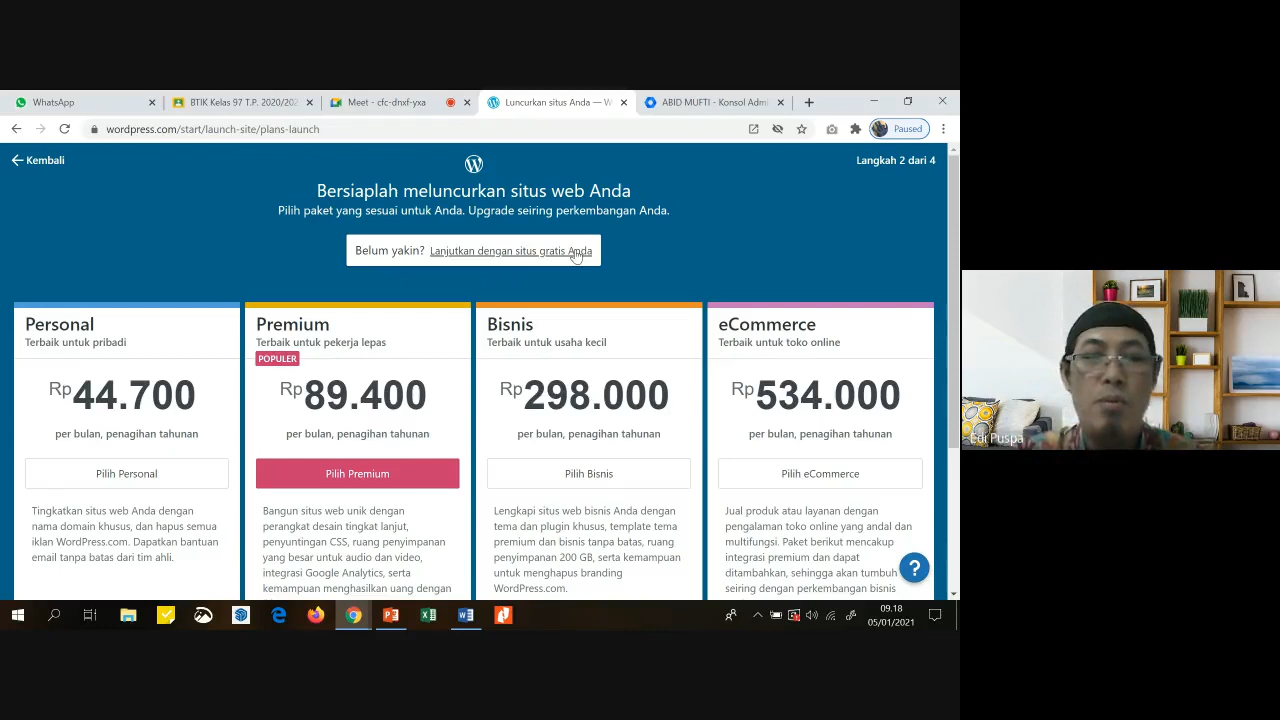 WhatsApp
BTIK Kelas 97 T.P. 2020/202
Meet - cfc-dnxf-yxa
Luncurkan situs Anda — W
ABID MUFTI - Konsol Admi
wordpress.com/start/launch-site/plans-launch
Paused
Kembali
Langkah 2 dari 4
Bersiaplah meluncurkan situs web Anda
Pilih paket yang sesuai untuk Anda. Upgrade seiring perkembangan Anda.
Belum yakin? Lanjutkan dengan situs gratis Anda
Personal
Terbaik untuk pribadi
Rp44.700
per bulan, penagihan tahunan
Pilih Personal
Tingkatkan situs web Anda dengan
nama domain khusus, dan hapus semua
iklan WordPress.com. Dapatkan bantuan
email tanpa batas dari tim ahli.
Premium
Terbaik untuk pekerja lepas
POPULER
Rp89.400
per bulan, penagihan tahunan
Pilih Premium
Bangun situs web unik dengan
perangkat desain tingkat lanjut,
penyuntingan CSS, ruang penyimpanan
yang besar untuk audio dan video,
integrasi Google Analytics, serta
kemampuan menghasilkan uang dengan
Bisnis
Terbaik untuk usaha kecil
Rp298.000
per bulan, penagihan tahunan
Pilih Bisnis
Lengkapi situs web bisnis Anda dengan
tema dan plugin khusus, template tema
premium dan bisnis tanpa batas, ruang
penyimpanan 200 GB, serta kemampuan
untuk menghapus branding
WordPress.com.
eCommerce
Terbaik untuk toko online
Rp534.000
per bulan, penagihan tahunan
Pilih eCommerce
Jual produk atau layanan dengan
pengalaman toko online yang andal dan
multifungsi. Paket berikut mencakup
integrasi premium dan dapat
ditambahkan, sehingga akan tumbuh
seiring dengan perkembangan bisnis
?
09.18
05/01/2021
Puspa